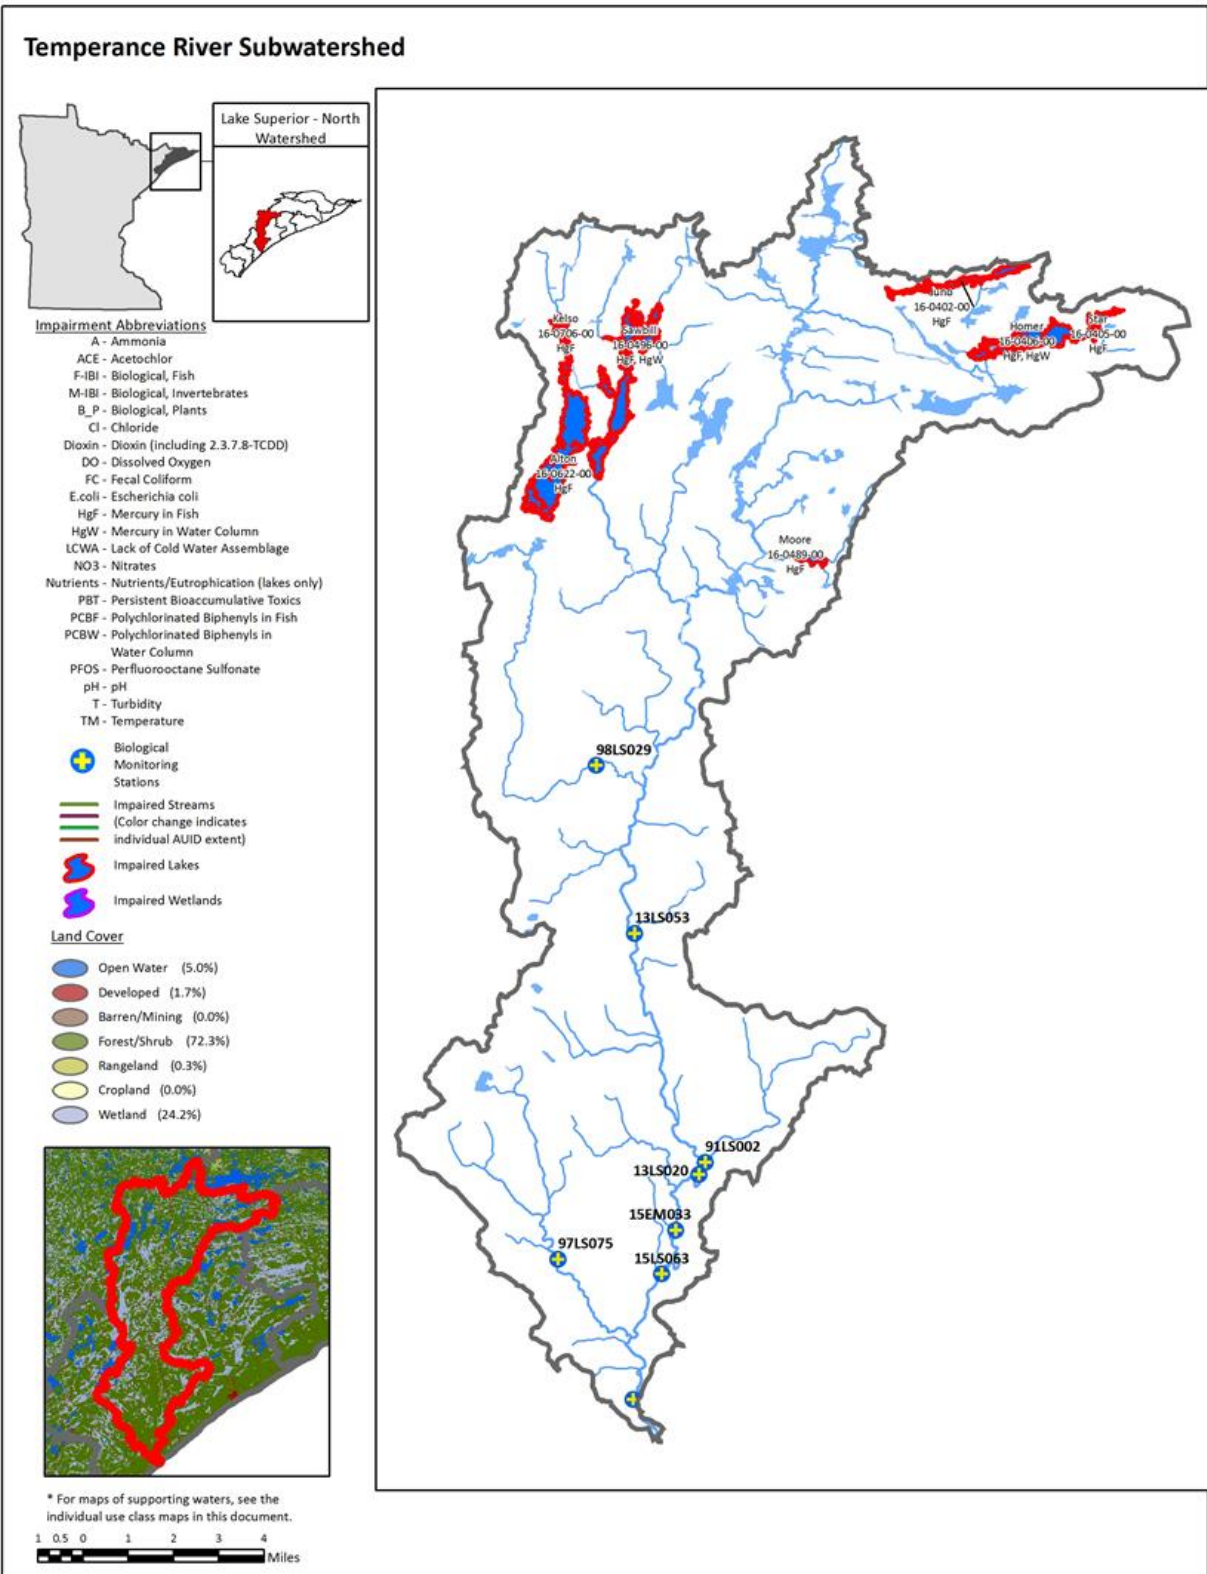 Temperance River Subwatershed
Lake Superior - North
Watershed
Impairment Abbreviations
A - Ammonia
ACE - Acetochlor
F-IBI - Biological, Fish
M-IBI - Biological, Invertebrates
B_P - Biological, Plants
Cl - Chloride
Dioxin - Dioxin (including 2.3.7.8-TCDD)
DO - Dissolved Oxygen
FC - Fecal Coliform
E.coli - Escherichia coli
HgF - Mercury in Fish
HgW - Mercury in Water Column
LCWA - Lack of Cold Water Assemblage
NO3 - Nitrates
Nutrients - Nutrients/Eutrophication (lakes only)
PBT - Persistent Bioaccumulative Toxics
PCBF - Polychlorinated Biphenyls in Fish
PCBW - Polychlorinated Biphenyls in
Water Column
PFOS - Perfluorooctane Sulfonate
pH - pH
T - Turbidity
TM - Temperature
Biological
Monitoring
Stations
Impaired Streams
(Color change indicates
individual AUID extent)
Impaired Lakes
Impaired Wetlands
Land Cover
Open Water (5.0%)
Developed (1.7%)
Barren/Mining (0.0%)
Forest/Shrub (72.3%)
Rangeland (0.3%)
Cropland (0.0%)
Wetland (24.2%)
* For maps of supporting waters, see the
individual use class maps in this document.
1 0.5 0 1 2 3 4
Miles
Kelso
16-0706-00
HgF
Sawbill
16-0496-00
HgF, HgW
Juno
16-0402-00
HgF
Homer
16-0406-00
HgF, HgW
Star
16-0405-00
HgF
Alton
16-0622-00
HgF
Moore
16-0489-00
HgF
98LS029
13LS053
91LS002
13LS020
15EM033
97LS075
15LS063